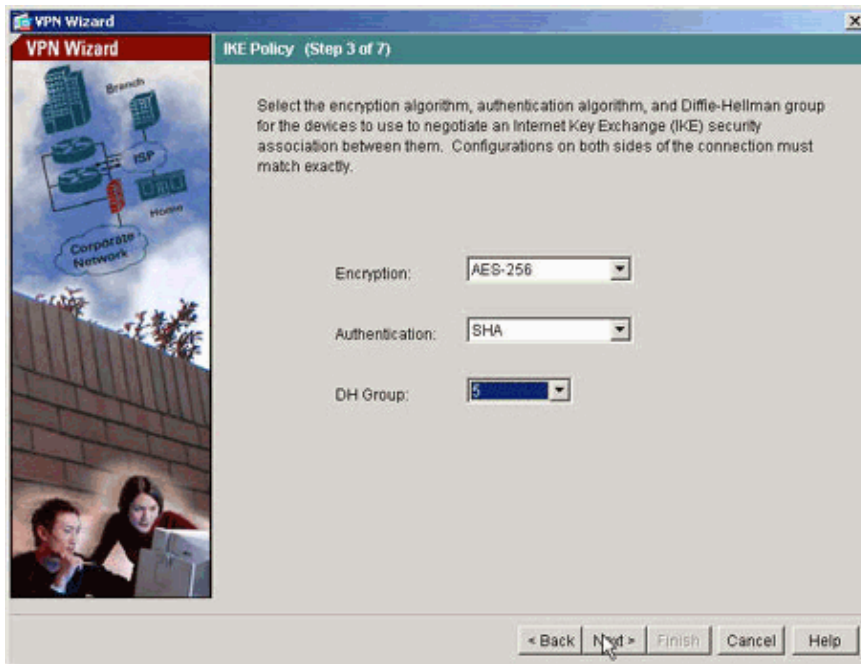 VPN Wizard
VPN Wizard
IKE Policy (Step 3 of 7)
Branch
ISP
Home
Corporate
Network
Select the encryption algorithm, authentication algorithm, and Diffie-Hellman group
for the devices to use to negotiate an Internet Key Exchange (IKE) security
association between them. Configurations on both sides of the connection must
match exactly.
Encryption: AES-256
Authentication: SHA
DH Group: 5
< Back Next > Finish Cancel Help